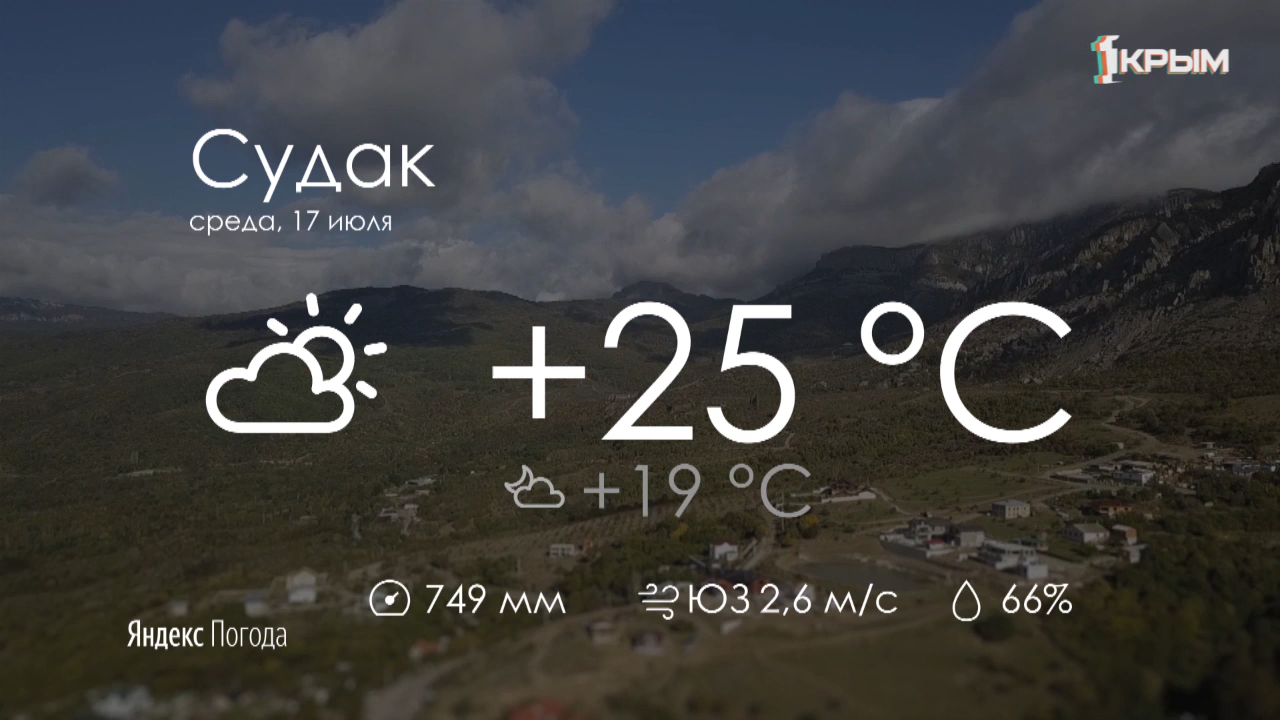 1КРЫМ
Судак
среда, 17 июля
+25 °C
+19 °C
749 мм
ЮЗ 2,6 м/с
66%
Яндекс Погода